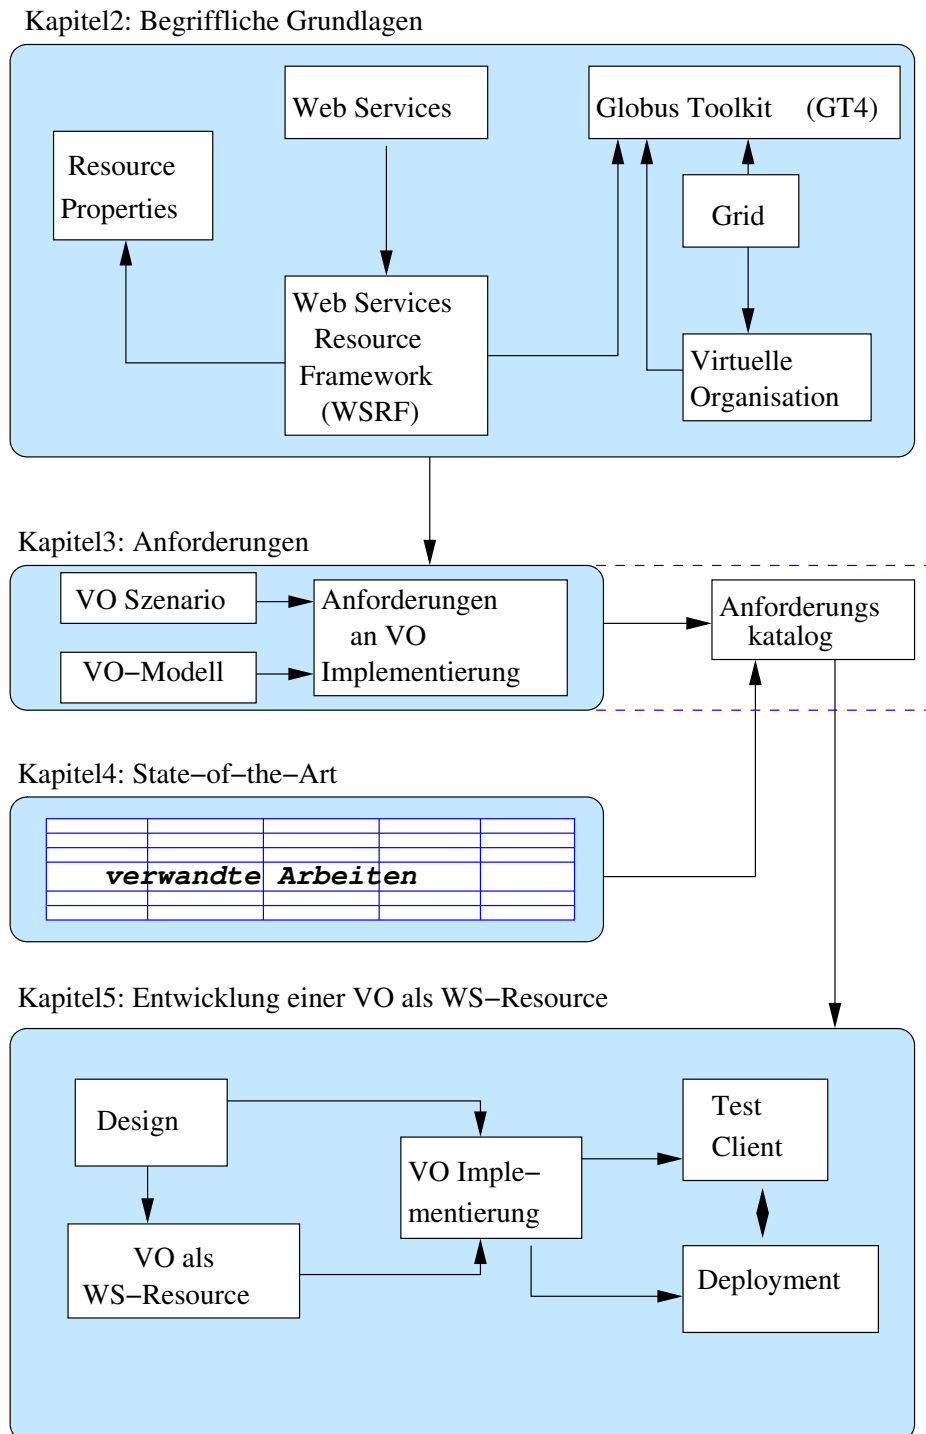 Kapitel2: Begriffliche Grundlagen
Web Services
Globus Toolkit (GT4)
Resource
Properties
Grid
Web Services
Resource
Framework
(WSRF)
Virtuelle
Organisation
Kapitel3: Anforderungen
VO Szenario
VO−Modell
Anforderungen
an VO
Implementierung
Anforderungs
katalog
Kapitel4: State−of−the−Art
verwandte Arbeiten
Kapitel5: Entwicklung einer VO als WS−Resource
Design
VO als
WS−Resource
VO Imple−
mentierung
Test
Client
Deployment